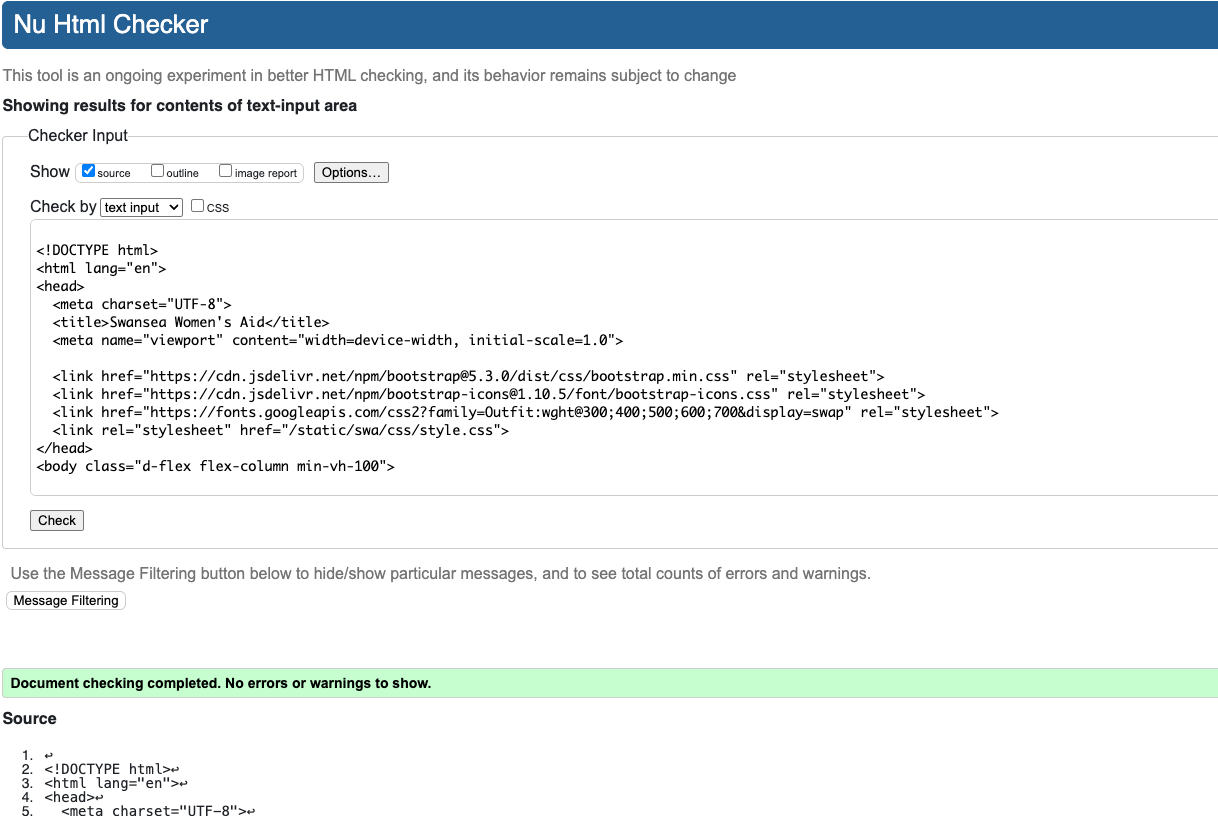 Nu Html Checker
This tool is an ongoing experiment in better HTML checking, and its behavior remains subject to change
Showing results for contents of text-input area
Checker Input
Show source outline image report Options...
Check by text input CSS
<!DOCTYPE html>
<html lang="en">
<head>
  <meta charset="UTF-8">
  <title>Swansea Women's Aid</title>
  <meta name="viewport" content="width=device-width, initial-scale=1.0">
  <link href="https://cdn.jsdelivr.net/npm/bootstrap@5.3.0/dist/css/bootstrap.min.css" rel="stylesheet">
  <link href="https://cdn.jsdelivr.net/npm/bootstrap-icons@1.10.5/font/bootstrap-icons.css" rel="stylesheet">
  <link href="https://fonts.googleapis.com/css2?family=Outfit:wght@300;400;500;600;700&display=swap" rel="stylesheet">
  <link rel="stylesheet" href="/static/swa/css/style.css">
</head>
<body class="d-flex flex-column min-vh-100">
Check
Use the Message Filtering button below to hide/show particular messages, and to see total counts of errors and warnings.
Message Filtering
Document checking completed. No errors or warnings to show.
Source
1. ↩
2. <!DOCTYPE html>↩
3. <html lang="en">↩
4. <head>↩
5.   <meta charset="UTF-8">↩